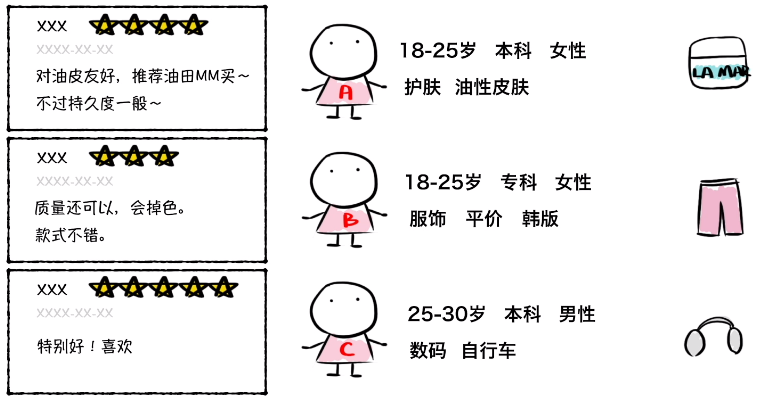 XXX
XXXX-XX-XX
对油皮友好，推荐油田MM买～
不过持久度一般～
A
18-25岁 本科 女性
护肤 油性皮肤
LA MAR
XXX
XXXX-XX-XX
质量还可以，会掉色。
款式不错。
B
18-25岁 专科 女性
服饰 平价 韩版
XXX
XXXX-XX-XX
特别好！喜欢
C
25-30岁 本科 男性
数码 自行车